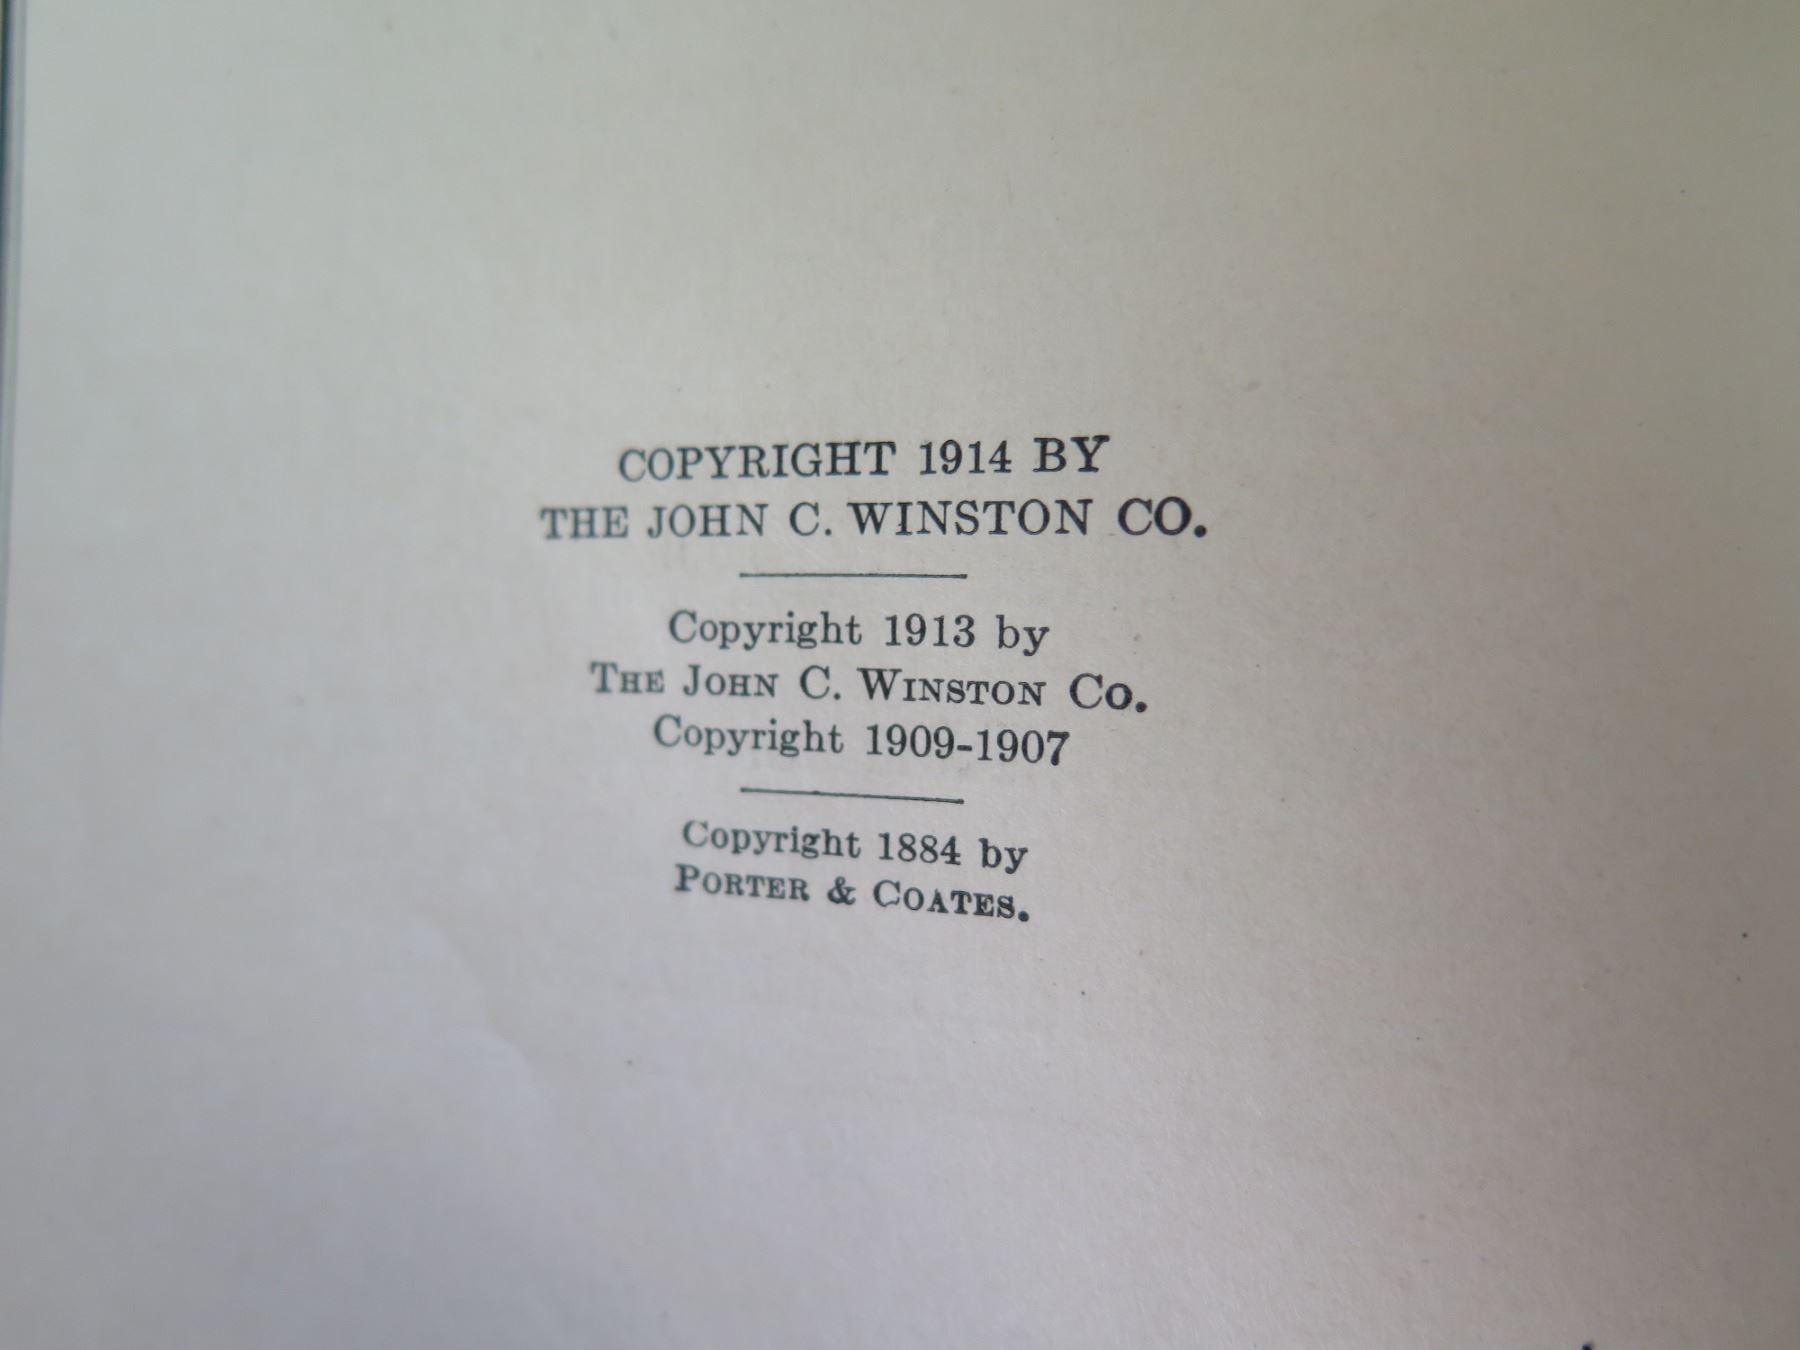 COPYRIGHT 1914 BY
THE JOHN C. WINSTON CO.
Copyright 1913 by
THE JOHN C. WINSTON CO.
Copyright 1909-1907
Copyright 1884 by
PORTER & COATES.